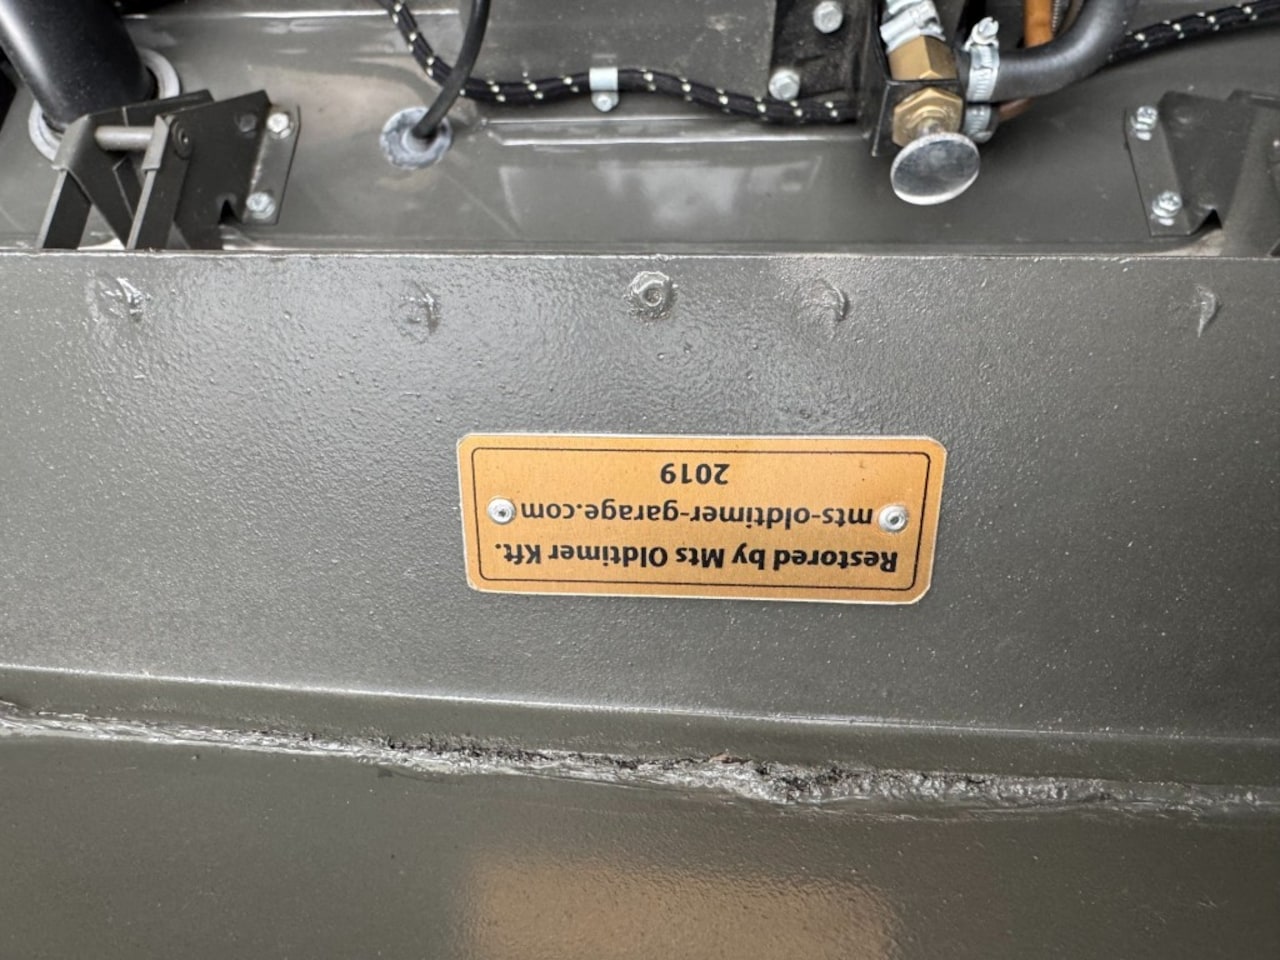 Restored by Mts Oldtimer Kft.
mts-oldtimer-garage.com
2019